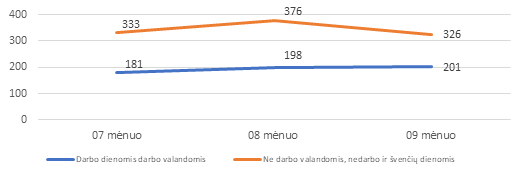 400
300
200
100
0
333
376
326
181
198
201
07 mėnuo
08 mėnuo
09 mėnuo
Darbo dienomis darbo valandomis
Ne darbo valandomis, nedarbo ir švenčių dienomis